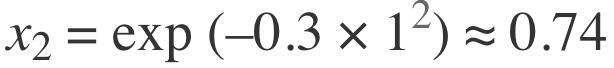 x₂ = exp (–0.3 × 1²) ≈ 0.74